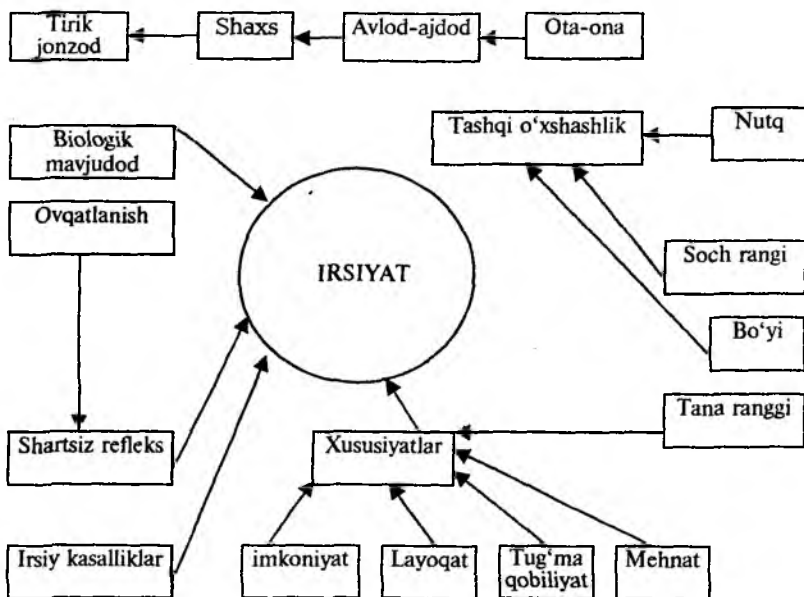 Tirik
jonzod
Shaxs
Avlod-ajdod
Ota-ona
Biologik
mavjudod
Tashqi o‘xshashlik
Nutq
Ovqatlanish
IRSIYAT
Soch rangi
Bo‘yi
Tana ranggi
Shartsiz refleks
Xususiyatlar
Irsiy kasalliklar
imkoniyat
Layoqat
Tug‘ma
qobiliyat
Mehnat